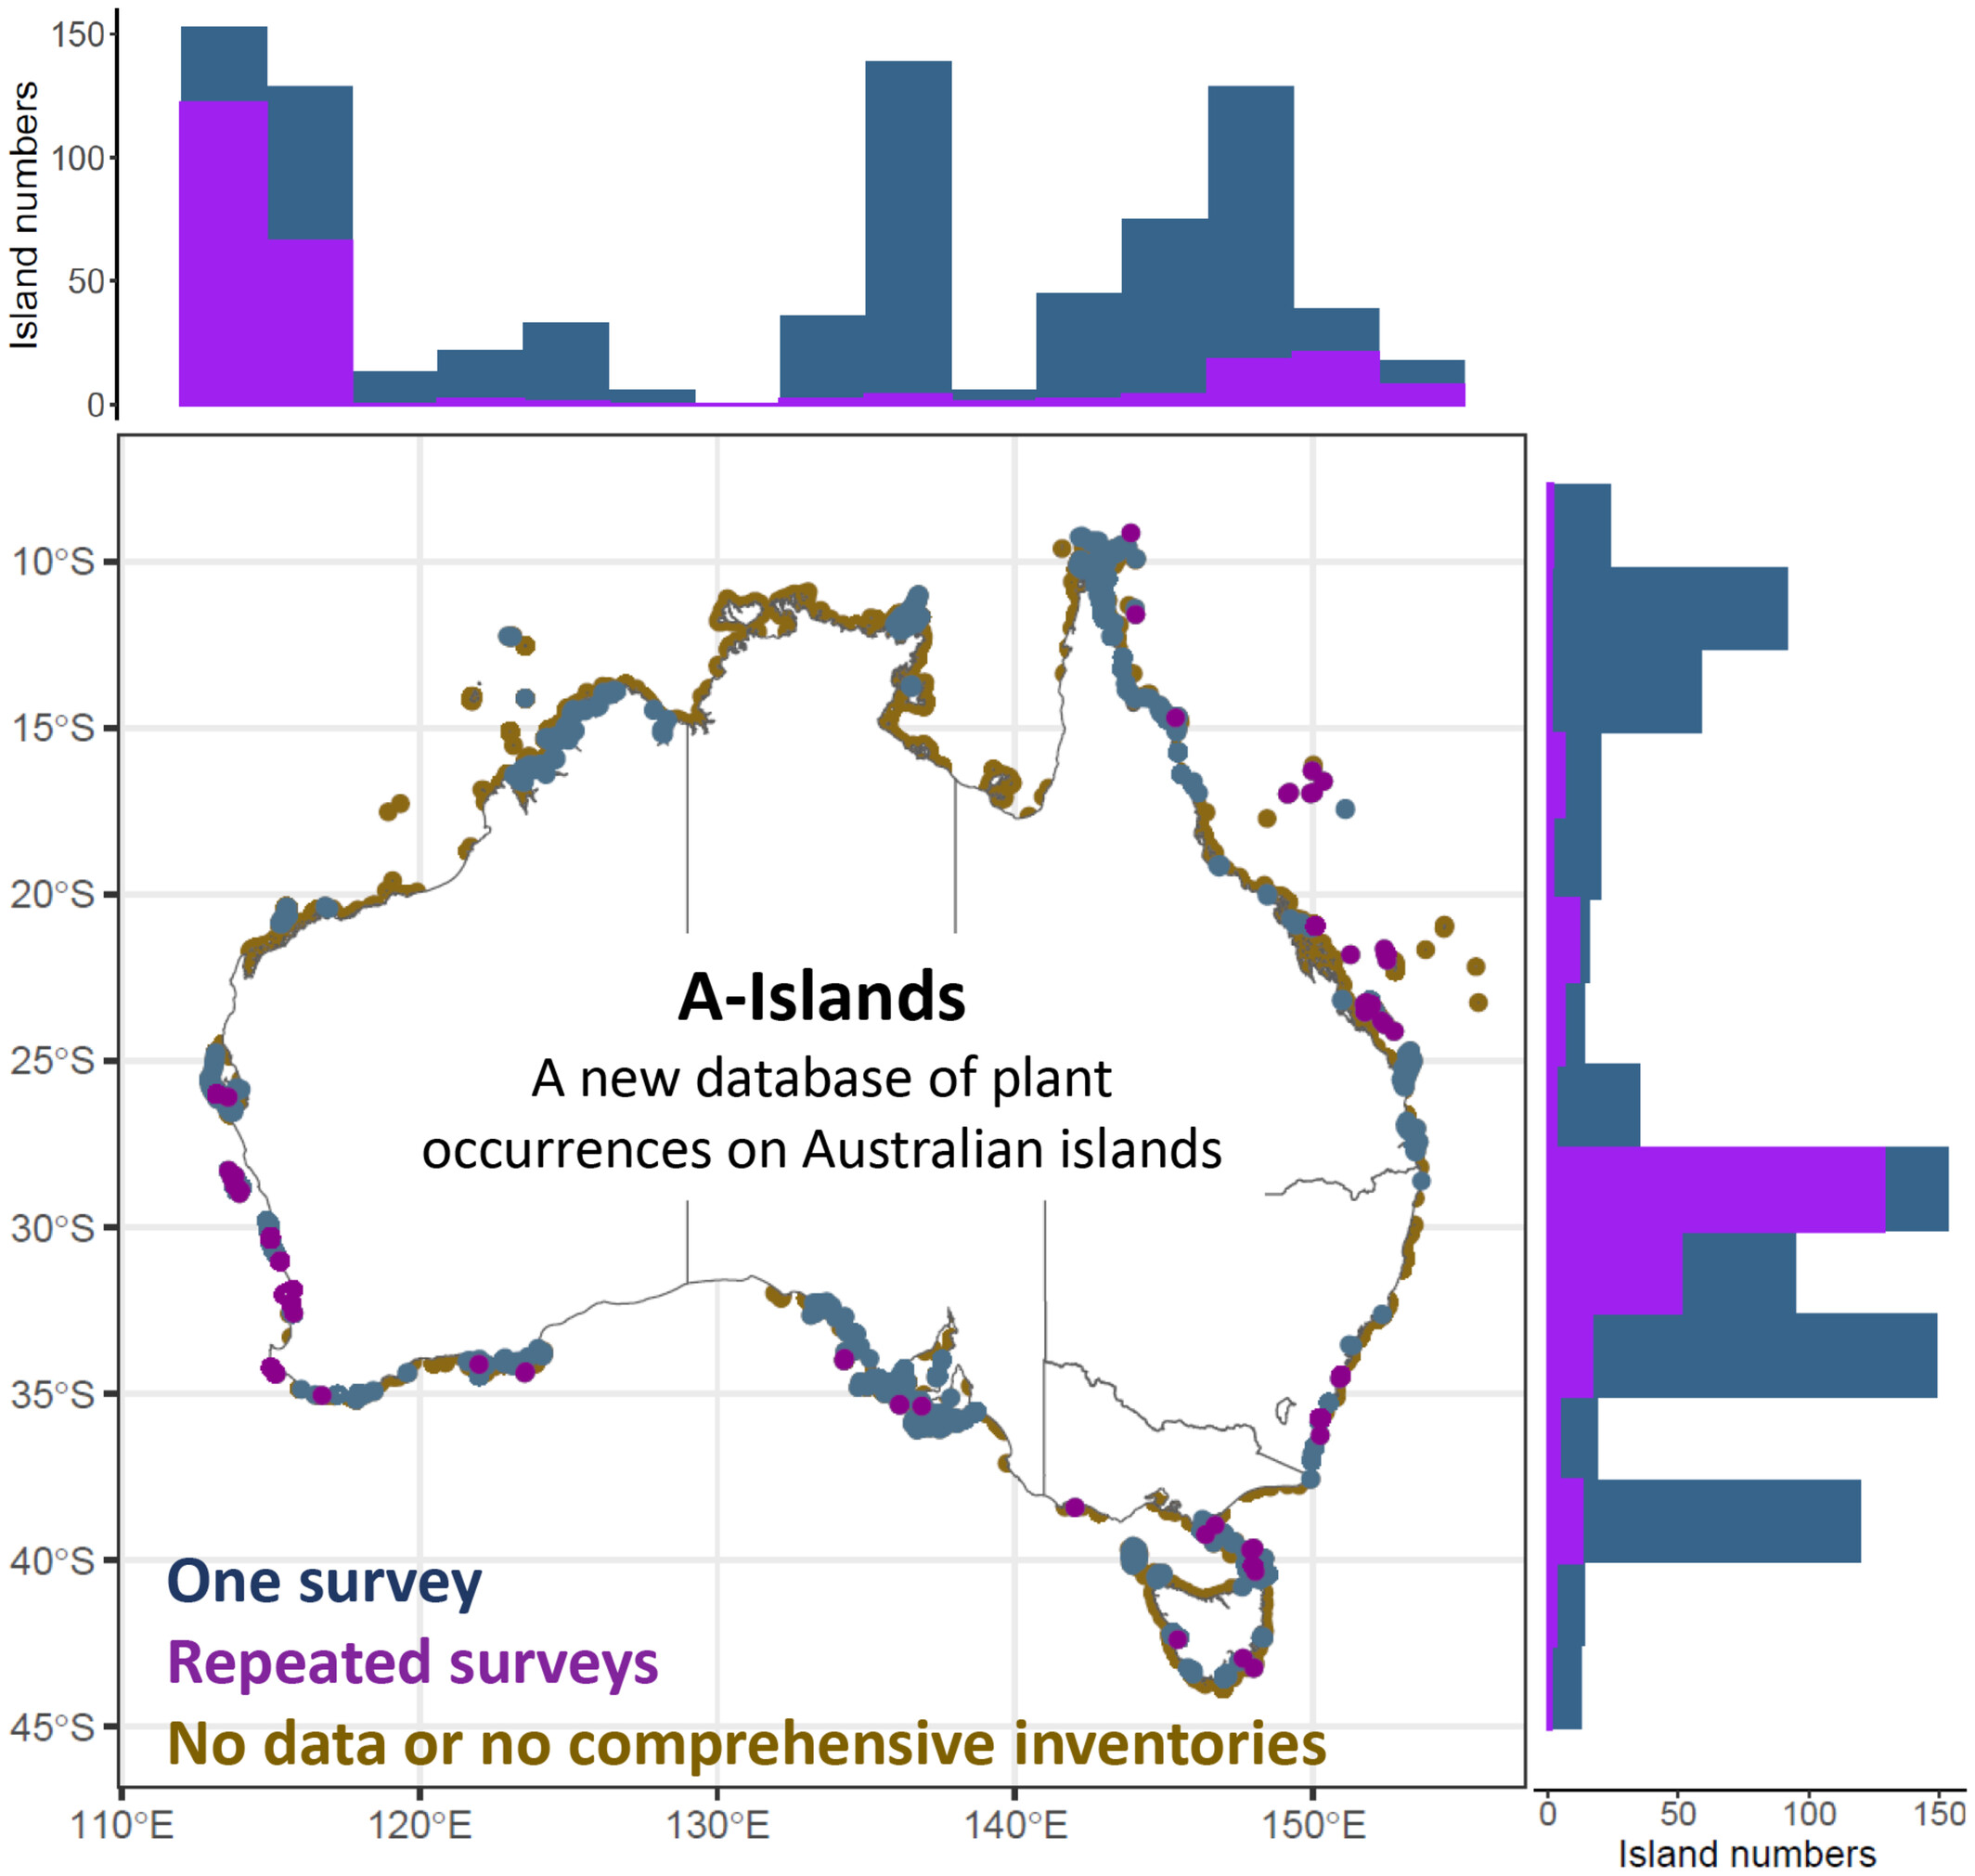 Island numbers
150
100
50
0
10°S
15°S
20°S
25°S
30°S
35°S
40°S
45°S
A-Islands
A new database of plant
occurrences on Australian islands
One survey
Repeated surveys
No data or no comprehensive inventories
110°E 120°E 130°E 140°E 150°E
0 50 100 150
Island numbers